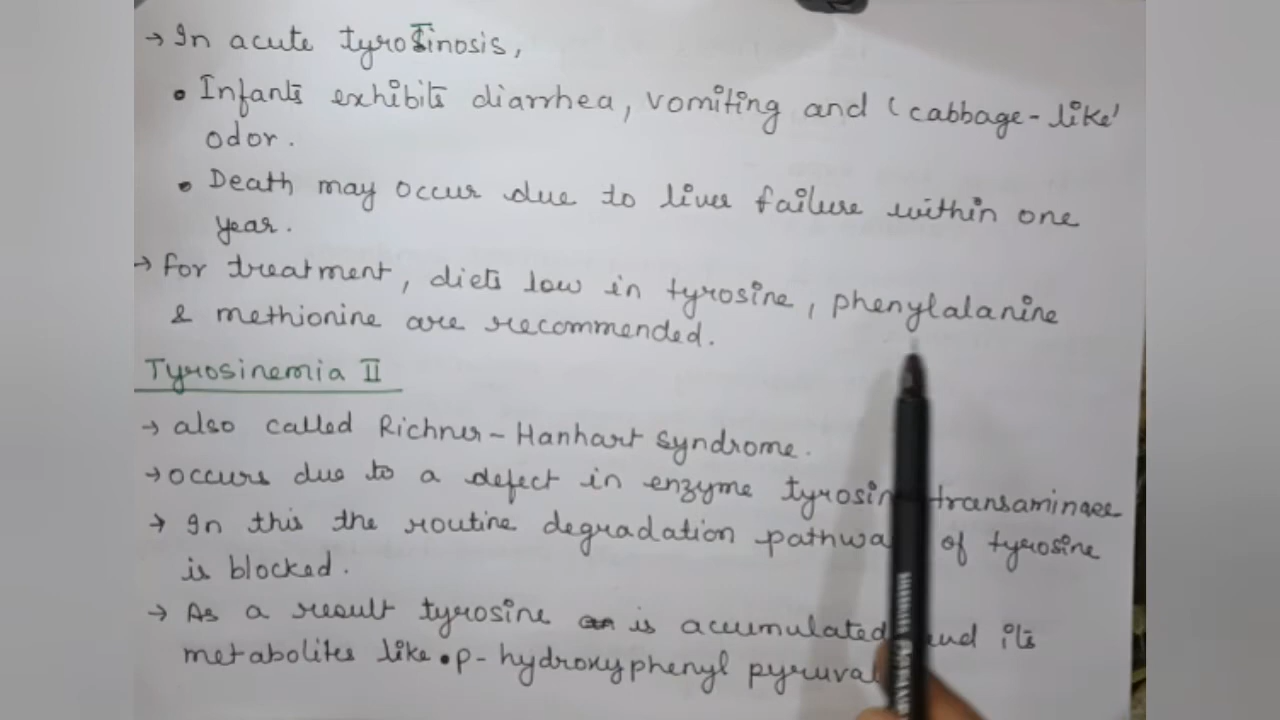 → In acute tyrosinosis,
• Infants exhibits diarrhea, vomiting and 'cabbage-like'
odor.
• Death may occur due to liver failure within one
year.
→ for treatment, diets low in tyrosine, phenylalanine
& methionine are recommended.
Tyrosinemia II
→ also called Richner-Hanhart Syndrome.
→ occurs due to a defect in enzyme tyrosin transaminase
→ In this the routine degradation pathwa of tyrosine
is blocked.
→ As a result tyrosine is accumulated and its
metabolites like • p-hydroxyphenyl pyruva